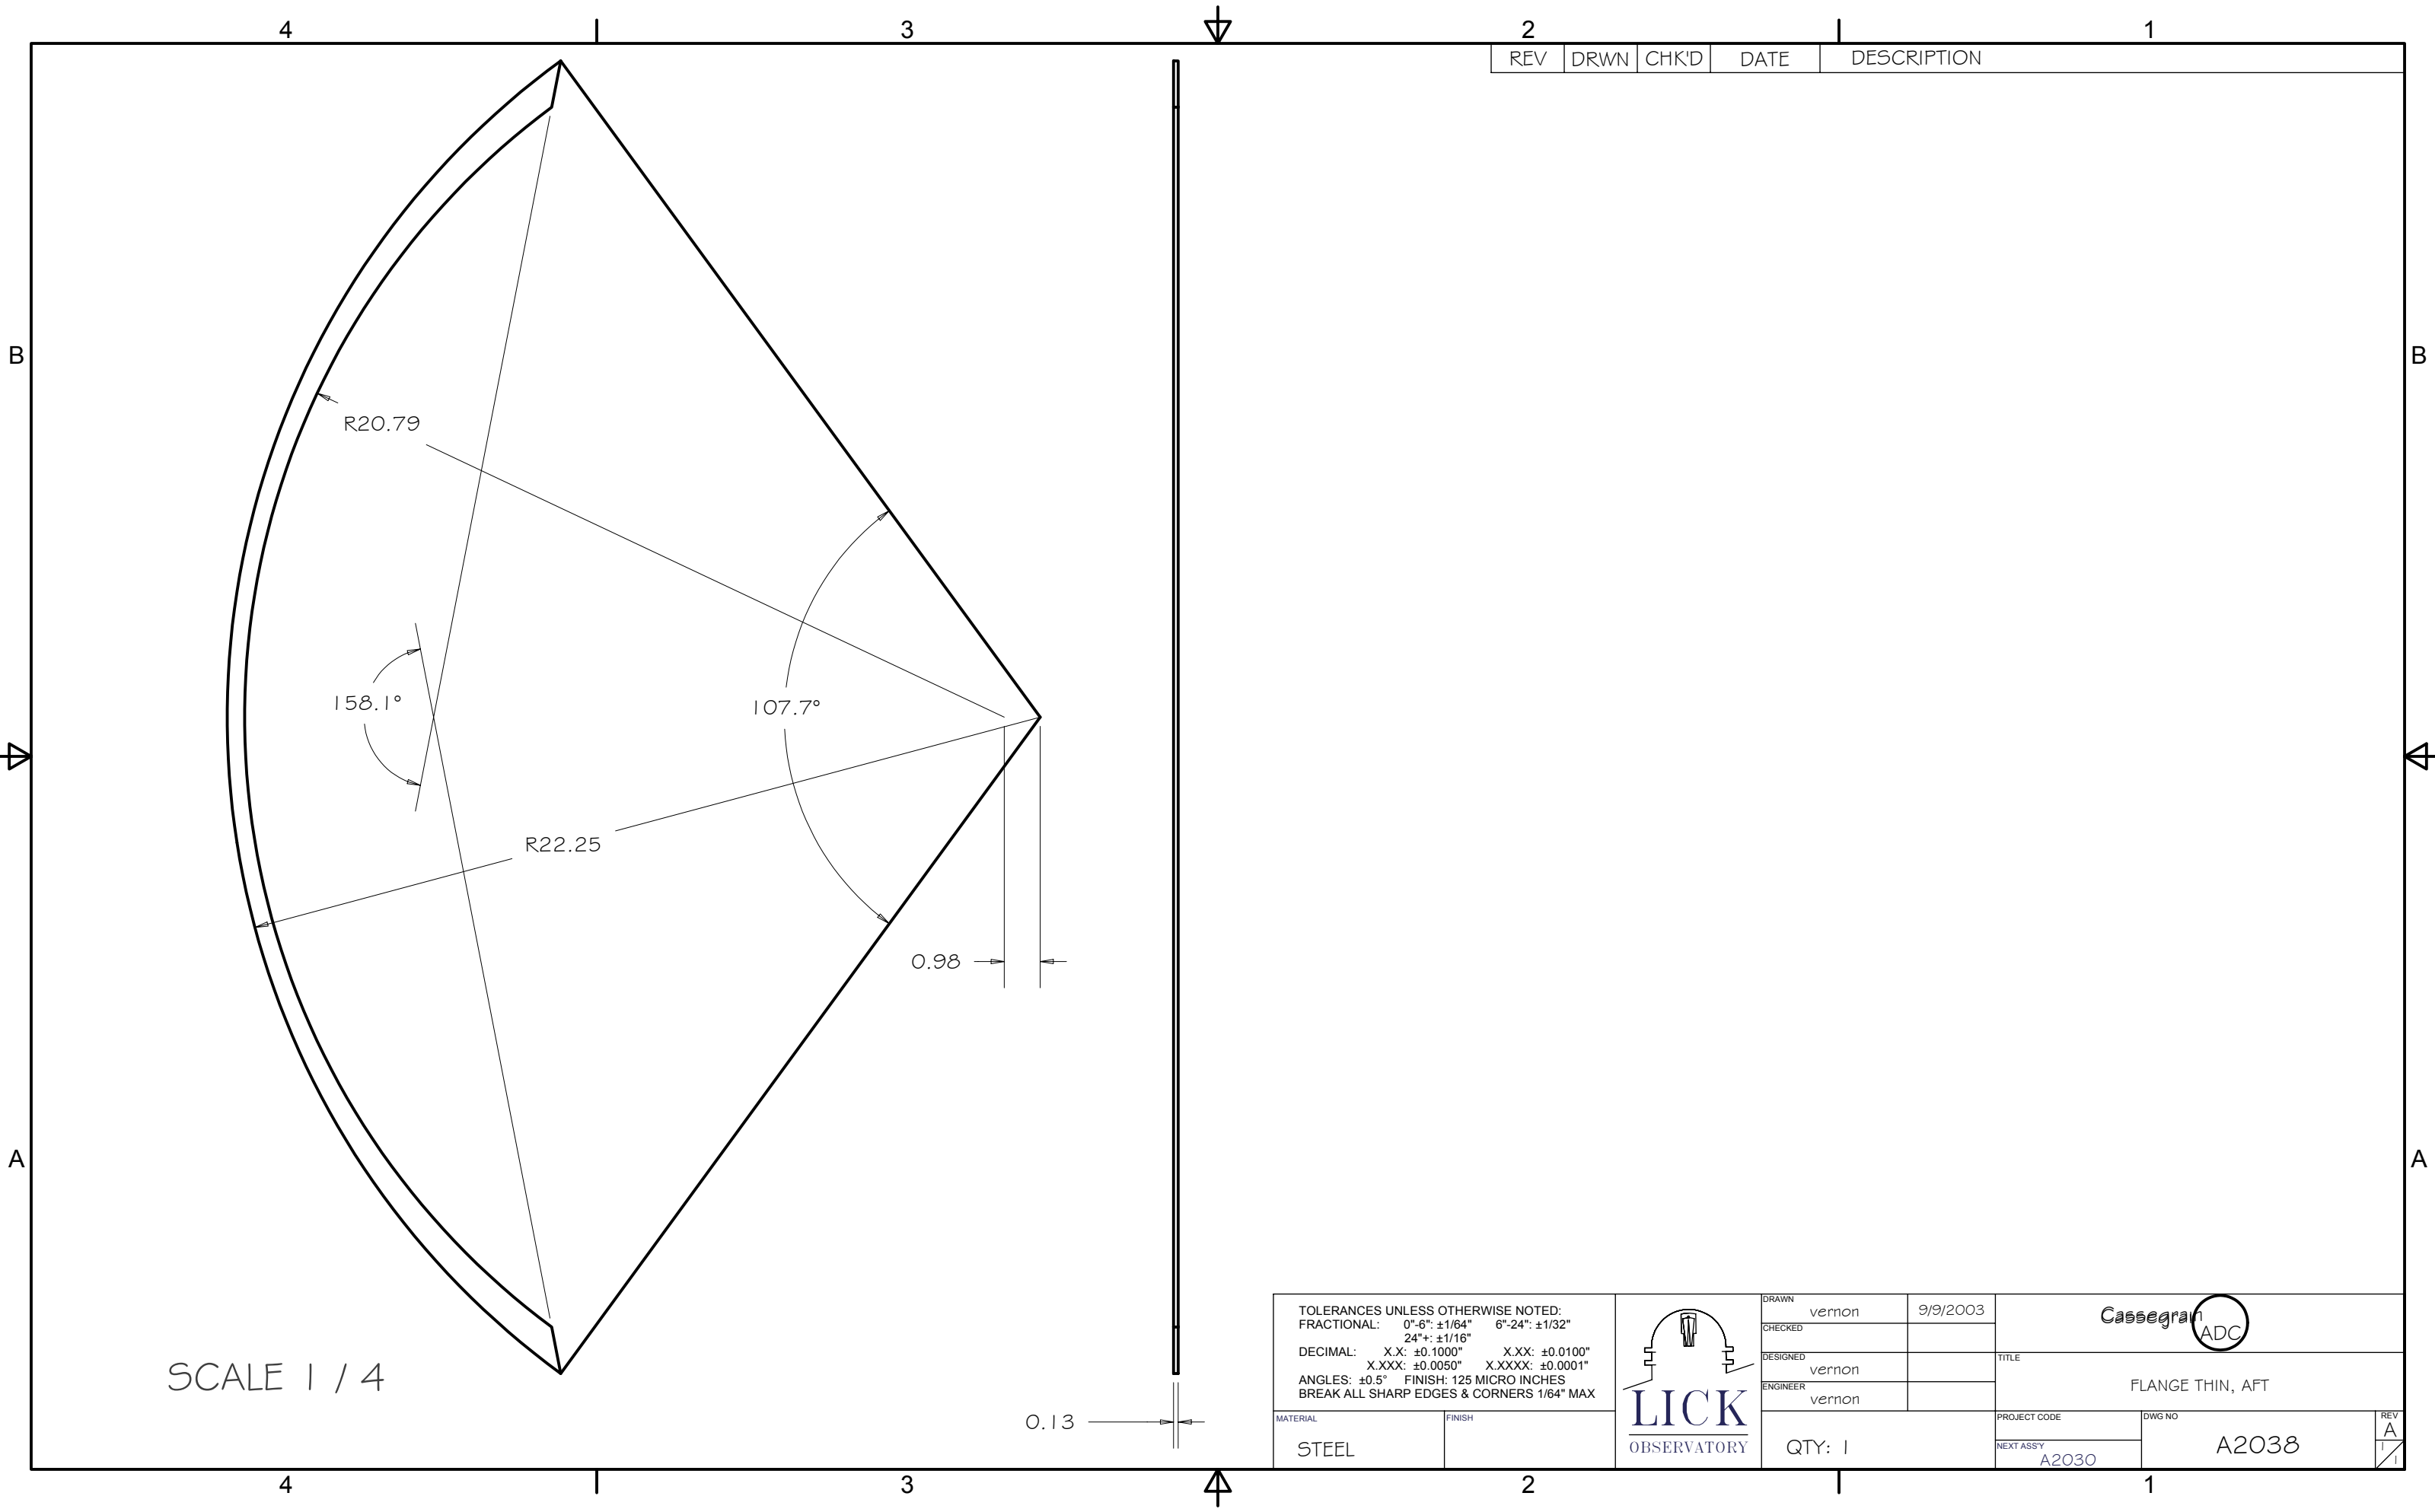 4 3 2 1
REV DRWN CHK'D DATE DESCRIPTION
B B
R20.79
158.1°
107.7°
R22.25
0.98
A A
SCALE 1 / 4
0.13
TOLERANCES UNLESS OTHERWISE NOTED:
FRACTIONAL: 0"-6": ±1/64" 6"-24": ±1/32"
24"+: ±1/16"
DECIMAL: X.X: ±0.1000" X.XX: ±0.0100"
X.XXX: ±0.0050" X.XXXX: ±0.0001"
ANGLES: ±0.5° FINISH: 125 MICRO INCHES
BREAK ALL SHARP EDGES & CORNERS 1/64" MAX
MATERIAL
STEEL
FINISH
LICK
OBSERVATORY
DRAWN
vernon 9/9/2003
CHECKED
DESIGNED
vernon
ENGINEER
vernon
QTY: 1
Cassegrain
ADC
TITLE
FLANGE THIN, AFT
PROJECT CODE
NEXT ASS'Y
A2030
DWG NO
A2038
REV
A
1/1
4 3 2 1